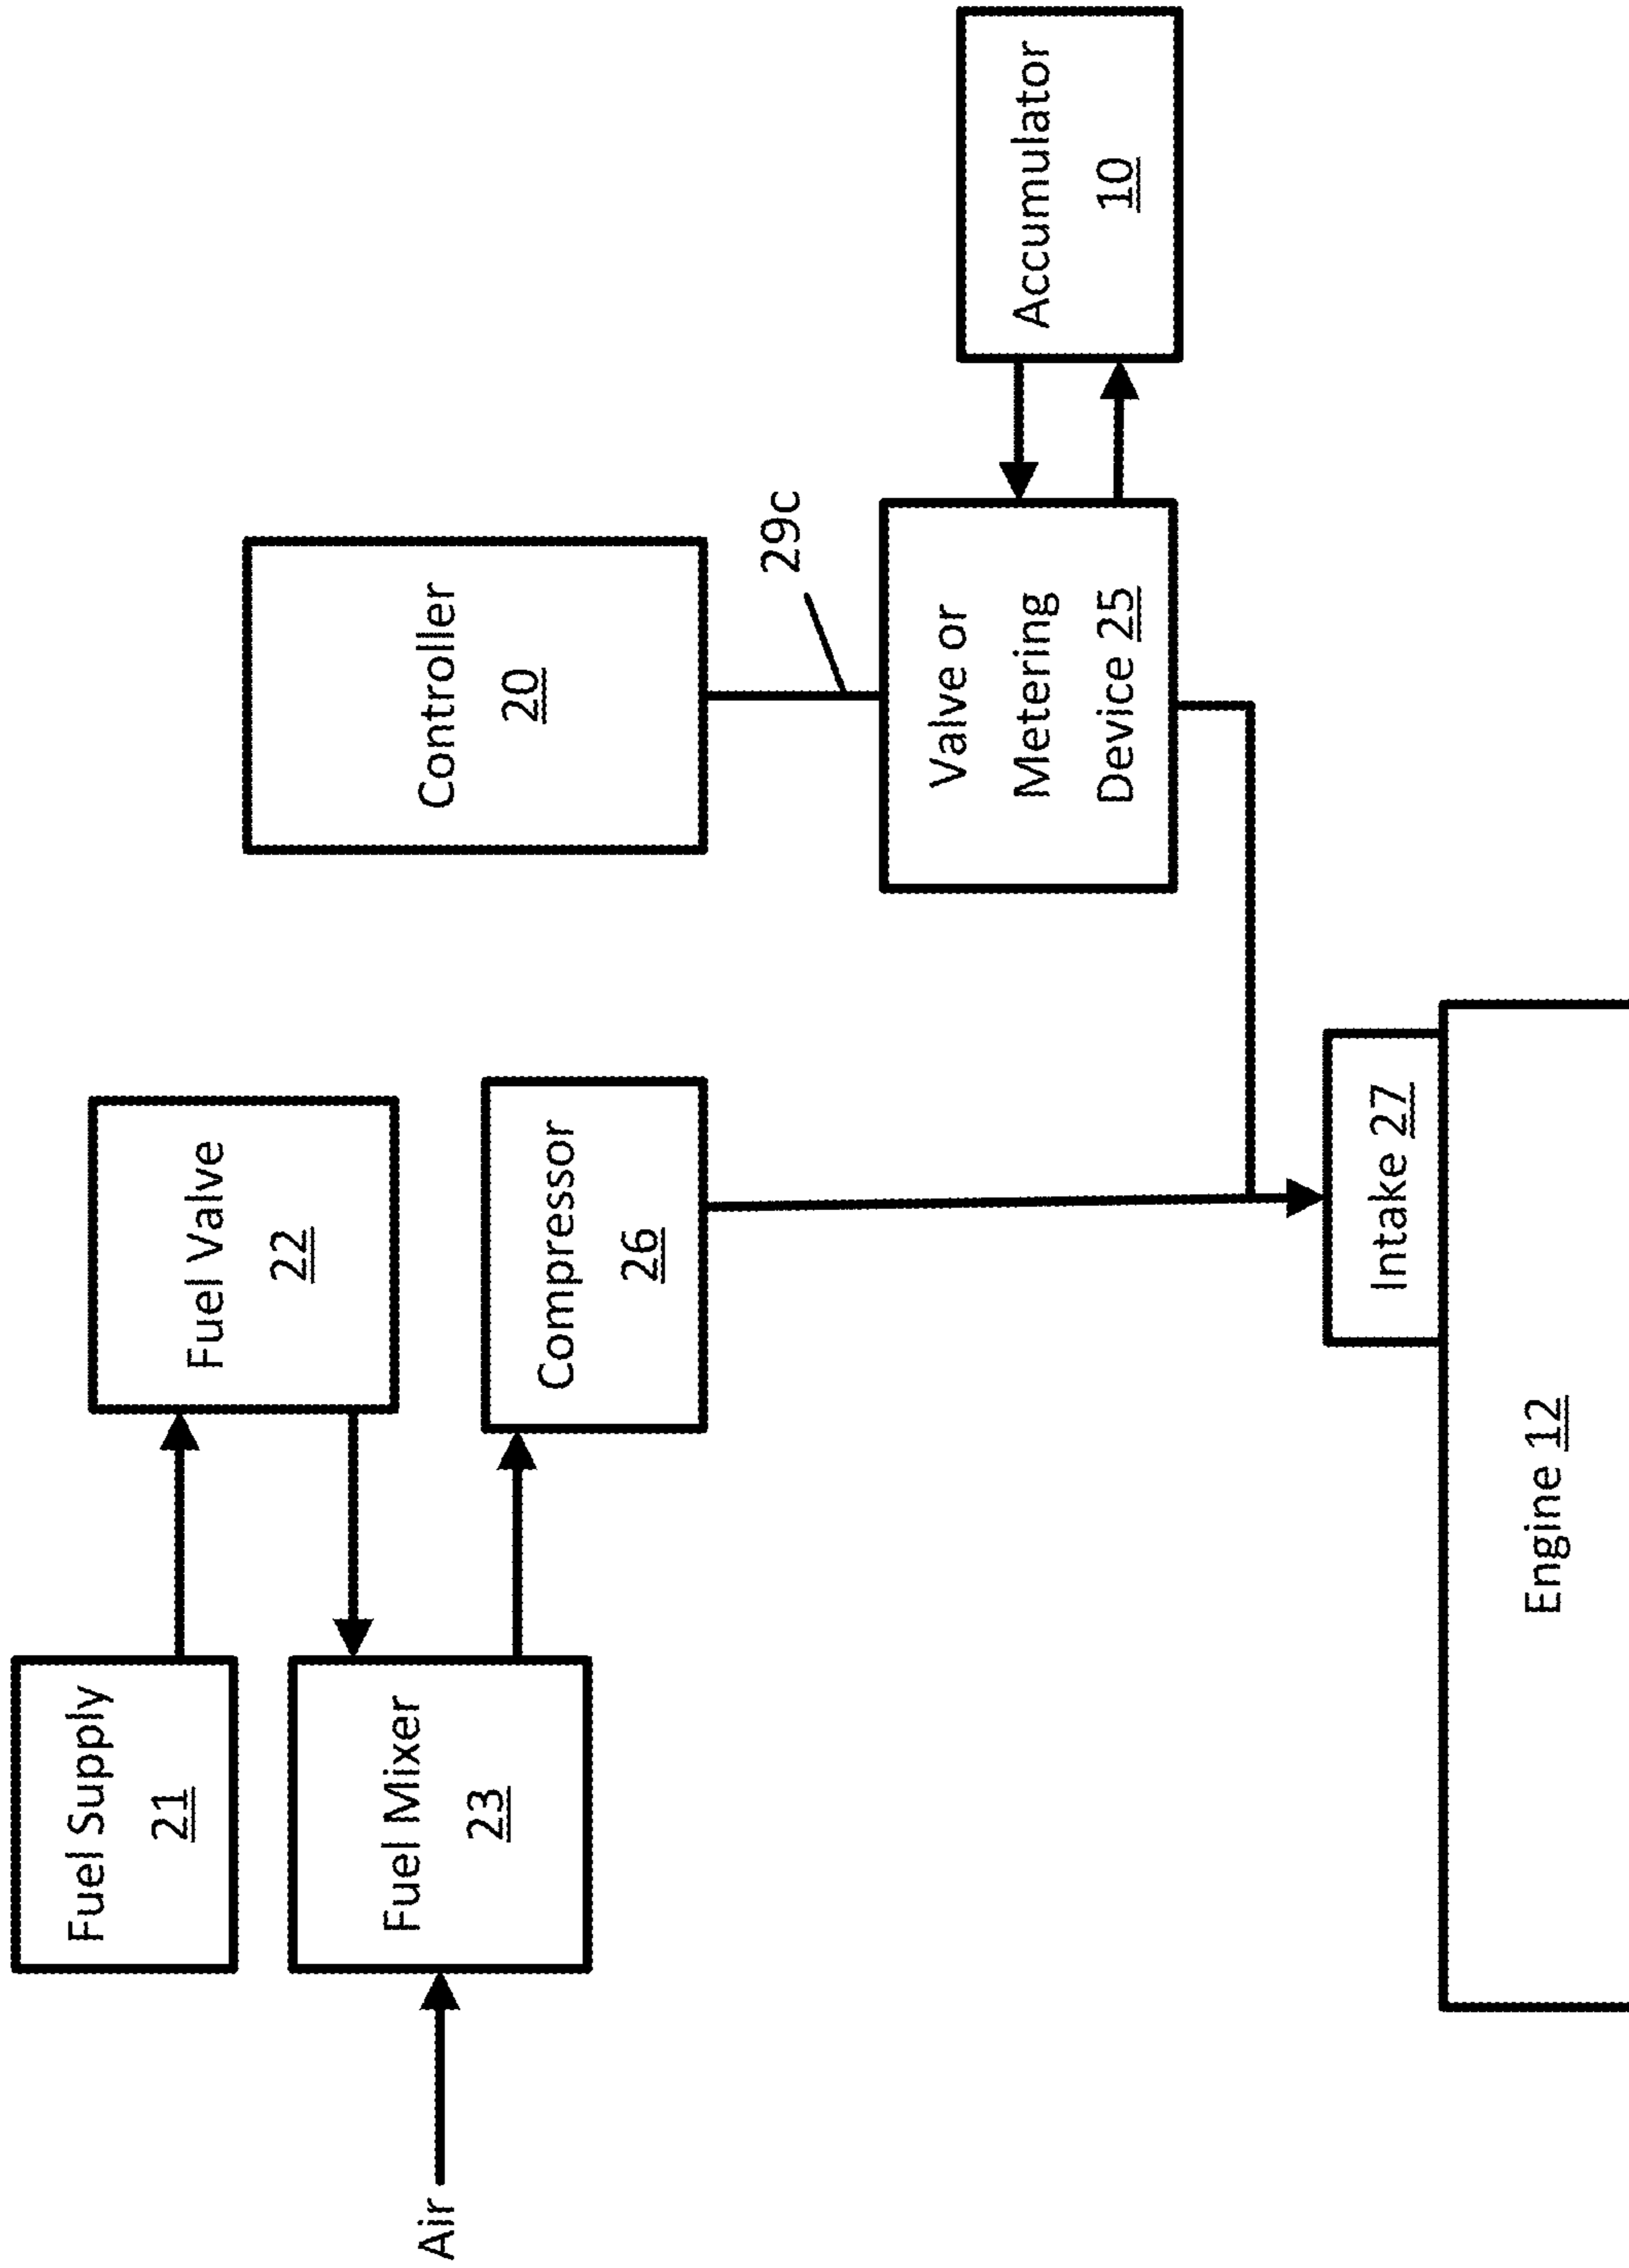 Fuel Supply
21
Fuel Valve
22
Controller
20
Air
Fuel Mixer
23
Compressor
26
29c
Valve or
Metering
Device 25
Accumulator
10
Intake 27
Engine 12